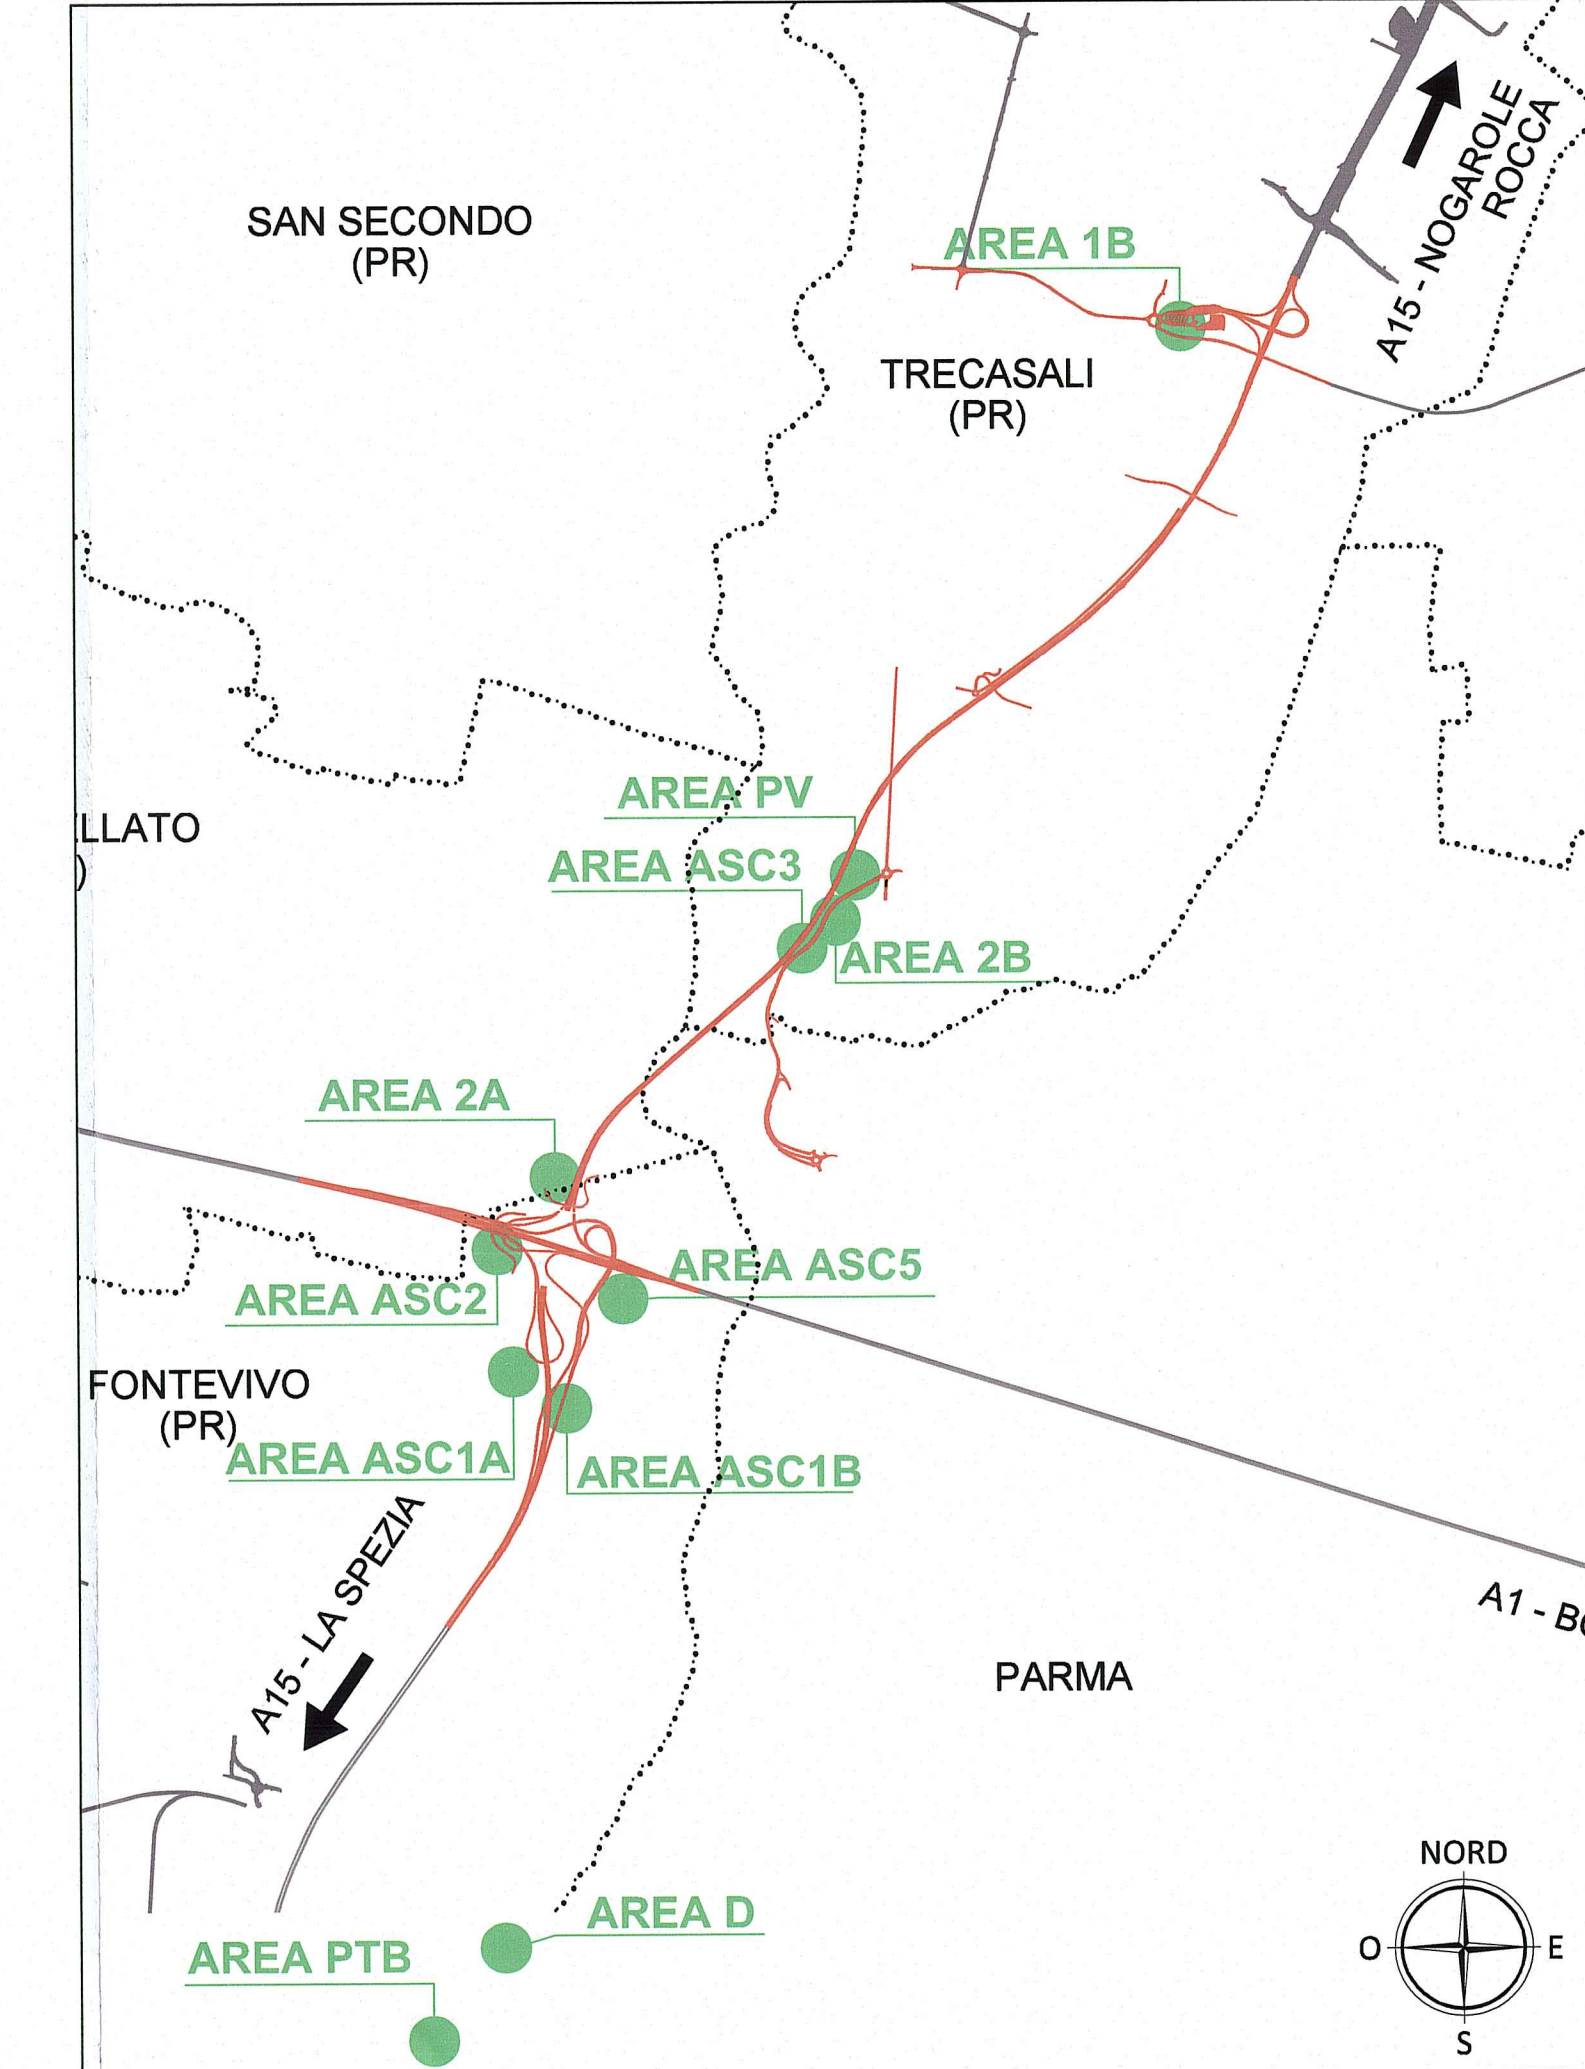 SAN SECONDO
(PR)
A15 - NOGAROLE
ROCCA
AREA 1B
TRECASALI
(PR)
AREA PV
LLATO
)
AREA ASC3
AREA 2B
AREA 2A
AREA ASC5
AREA ASC2
FONTEVIVO
(PR)
AREA ASC1A
AREA ASC1B
A15 - LA SPEZIA
A1 - BO
PARMA
NORD
O
E
S
AREA D
AREA PTB